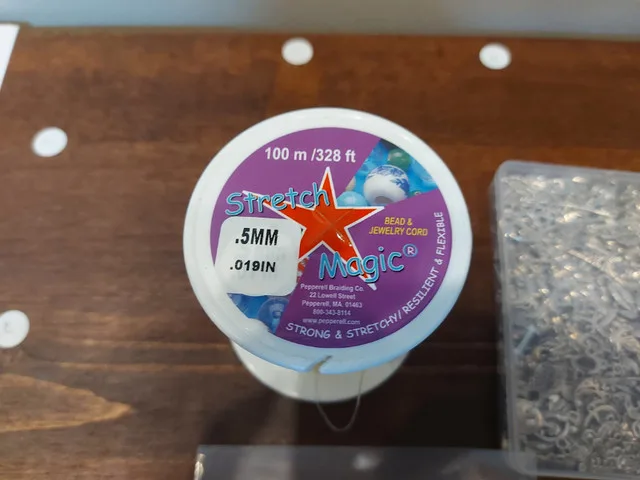 100 m /328 ft
Stretch
Magic®
BEAD &
JEWELRY CORD
.5MM
.019IN
Pepperell Braiding Co.
22 Lowell Street
Pepperell, MA. 01463
800-343-8114
www.pepperell.com
STRONG & STRETCHY/ RESILIENT & FLEXIBLE